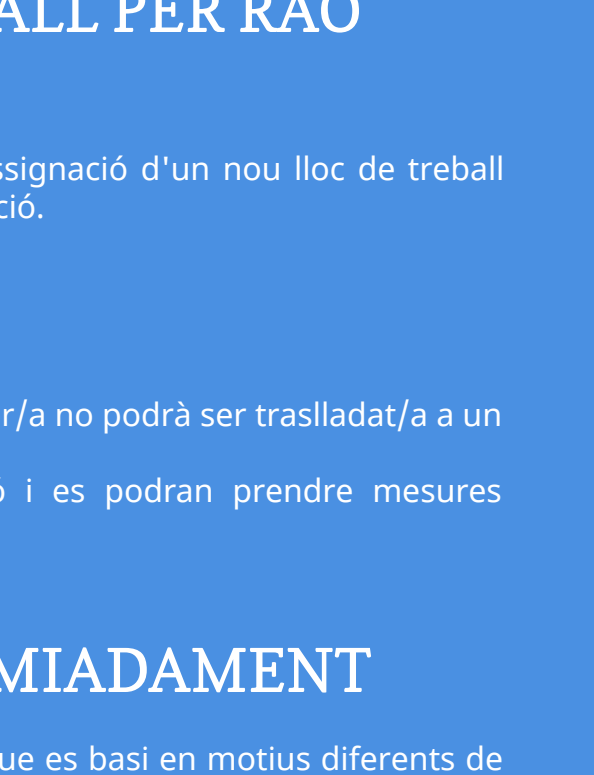 ALL PER RAÓ
ssignació d'un nou lloc de treball
ció.
r/a no podrà ser traslladat/a a un
ó i es podran prendre mesures
MIADAMENT
ue es basi en motius diferents de